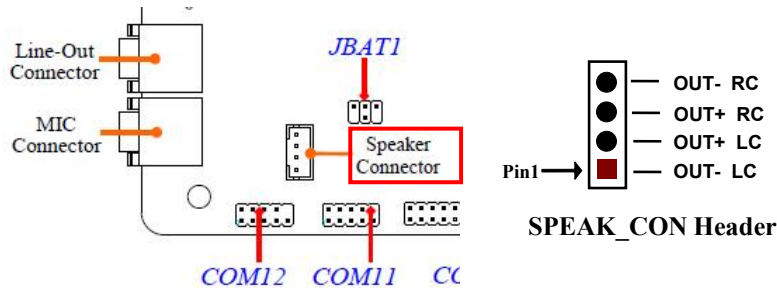 Line-Out
Connector
MIC
Connector
JBAT1
Speaker
Connector
COM12
COM11
CC
OUT- RC
OUT+ RC
OUT+ LC
Pin1
OUT- LC
SPEAK_CON Header